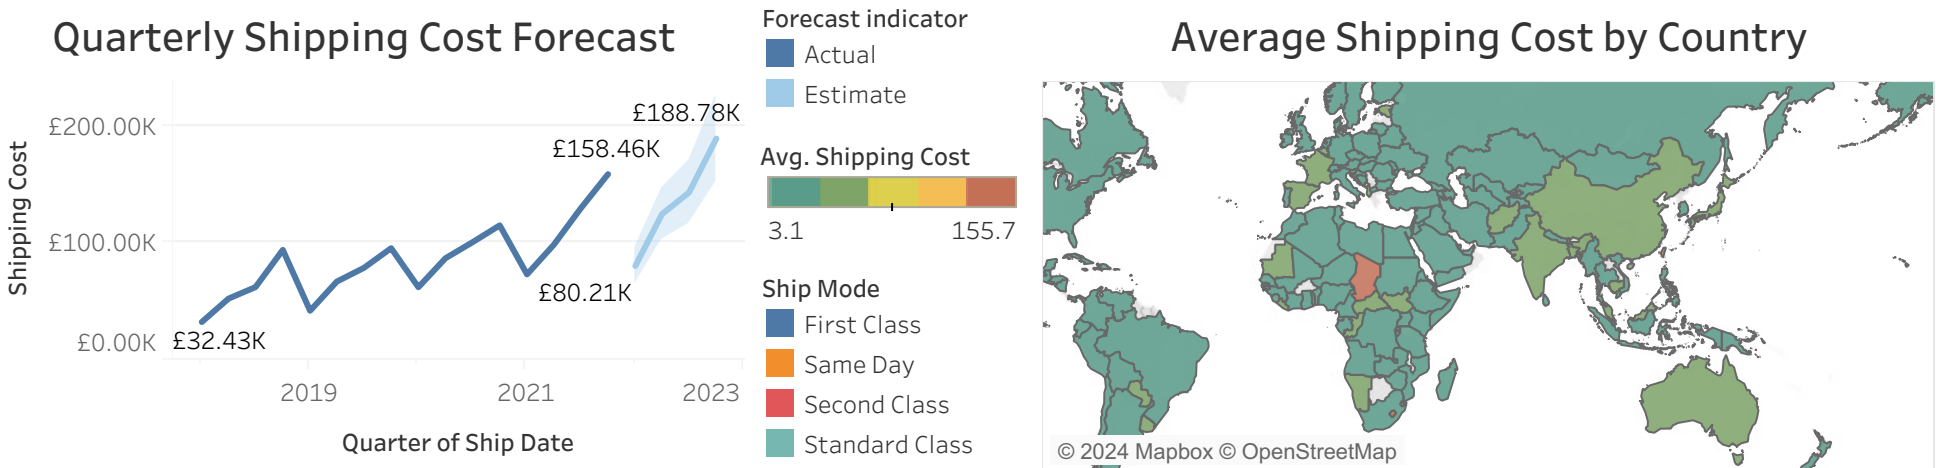 Quarterly Shipping Cost Forecast
£200.00K
£100.00K
£0.00K
Shipping Cost
£188.78K
£158.46K
£80.21K
£32.43K
2019
2021
2023
Quarter of Ship Date
Forecast indicator
Actual
Estimate
Avg. Shipping Cost
3.1
155.7
Ship Mode
First Class
Same Day
Second Class
Standard Class
Average Shipping Cost by Country
© 2024 Mapbox © OpenStreetMap